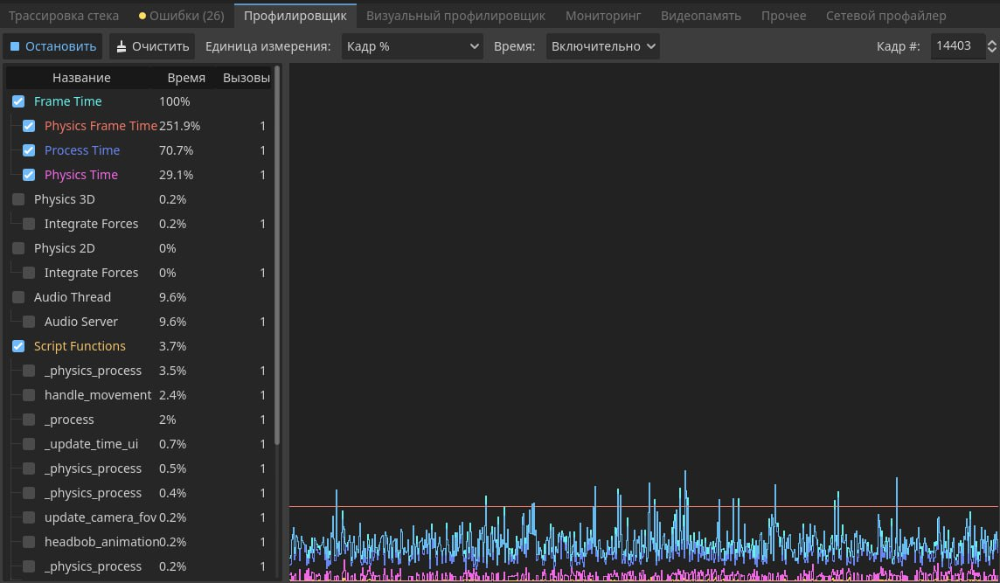 Трассировка стека Ошибки (26) Профилировщик Визуальный профилировщик Мониторинг Видеопамять Прочее Сетевой профайлер
Остановить Очистить Единица измерения: Кадр % Время: Включительно Кадр #: 14403
Название Время Вызовы
Frame Time 100%
Physics Frame Time 251.9% 1
Process Time 70.7% 1
Physics Time 29.1% 1
Physics 3D 0.2%
Integrate Forces 0.2% 1
Physics 2D 0%
Integrate Forces 0% 1
Audio Thread 9.6%
Audio Server 9.6% 1
Script Functions 3.7%
_physics_process 3.5% 1
handle_movement 2.4% 1
_process 2% 1
_update_time_ui 0.7% 1
_physics_process 0.5% 1
_physics_process 0.4% 1
update_camera_fov 0.2% 1
headbob_animation 0.2% 1
_physics_process 0.2% 1